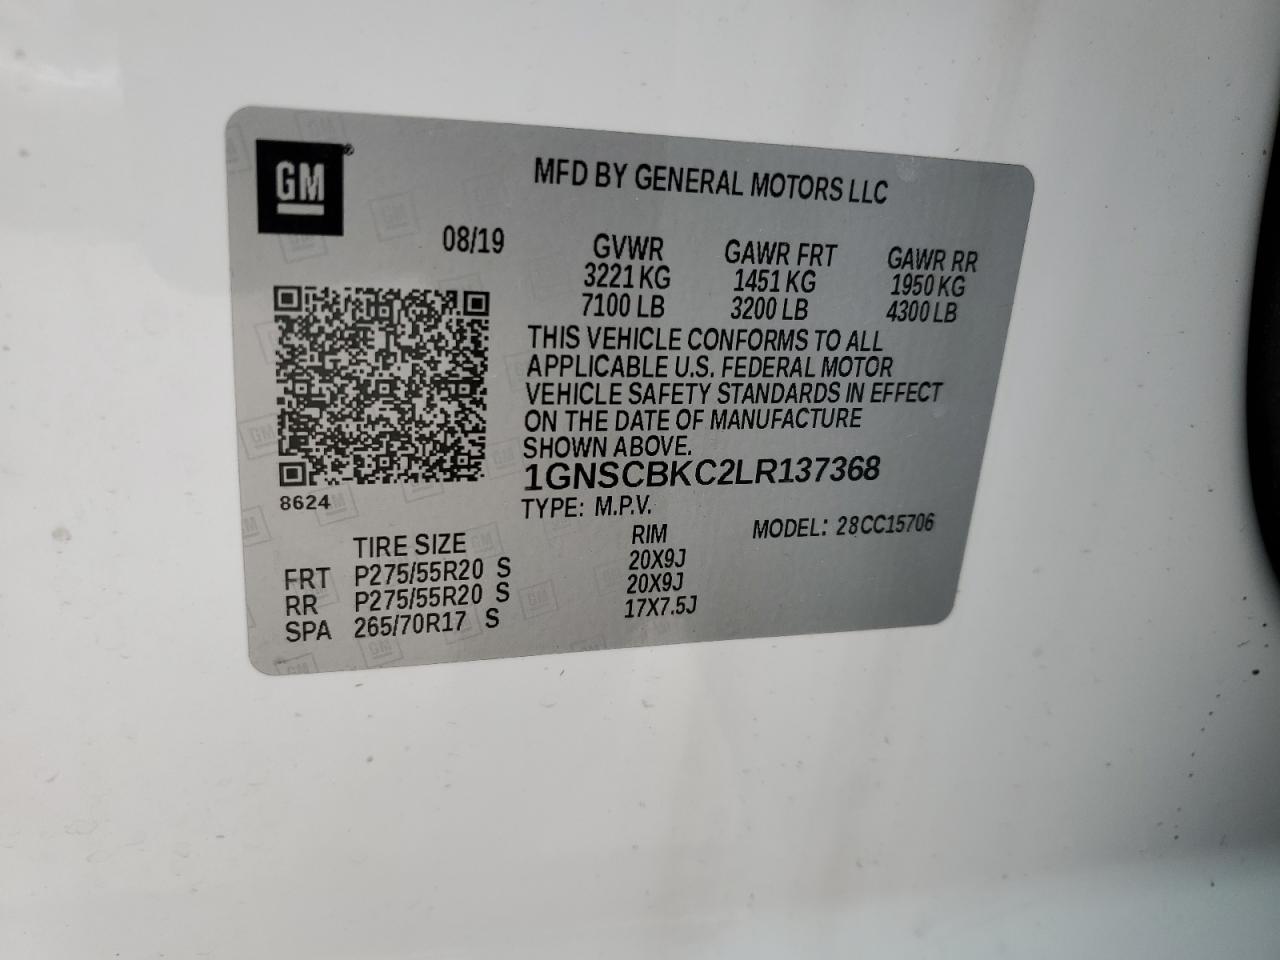 GM®
MFD BY GENERAL MOTORS LLC
08/19
GVWR GAWR FRT GAWR RR
3221 KG 1451 KG 1950 KG
7100 LB 3200 LB 4300 LB
THIS VEHICLE CONFORMS TO ALL
APPLICABLE U.S. FEDERAL MOTOR
VEHICLE SAFETY STANDARDS IN EFFECT
ON THE DATE OF MANUFACTURE
SHOWN ABOVE.
1GNSCBKC2LR137368
8624
TYPE: M.P.V. MODEL: 28CC15706
TIRE SIZE RIM
FRT P275/55R20 S 20X9J
RR P275/55R20 S 20X9J
SPA 265/70R17 S 17X7.5J